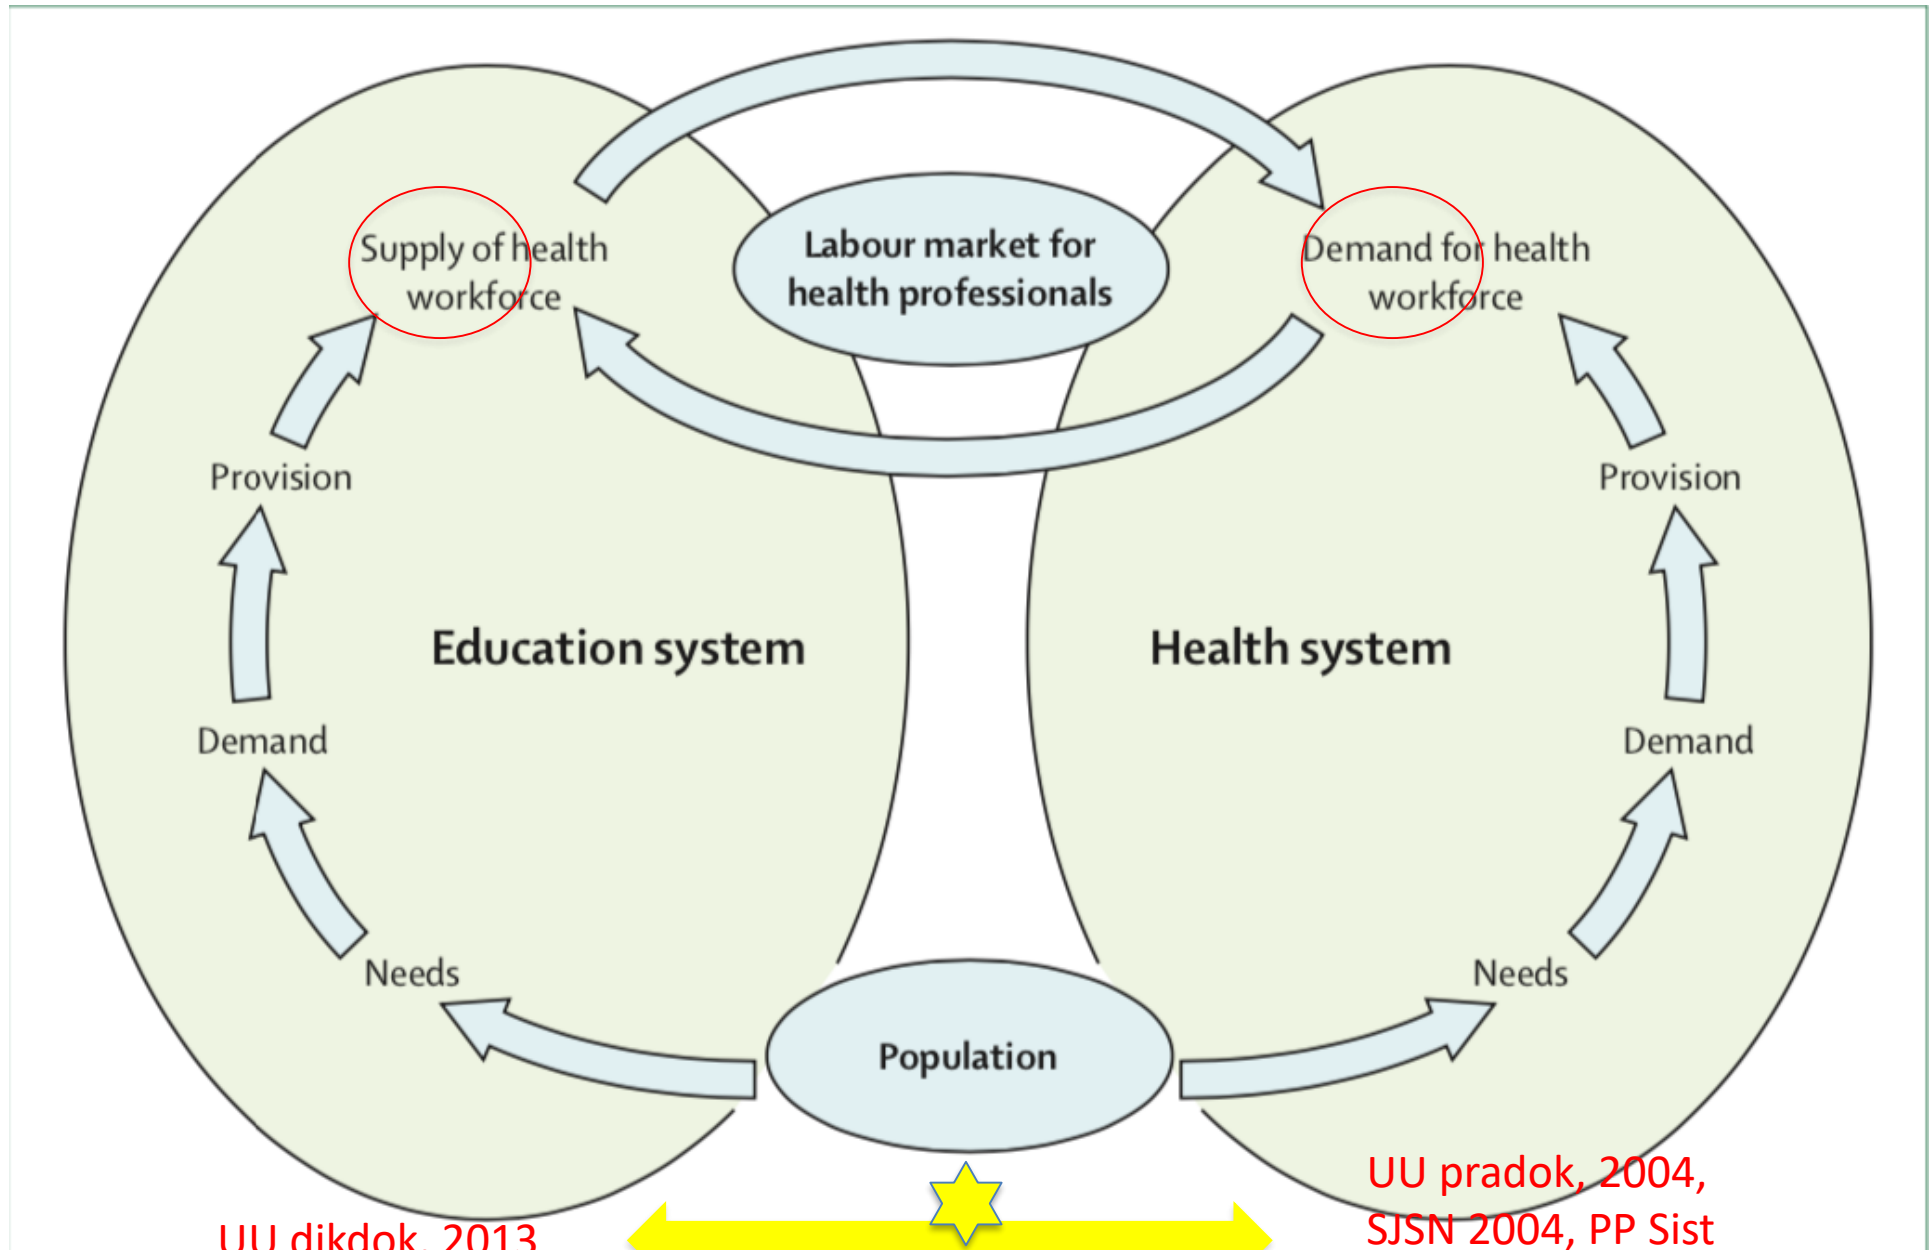 Supply of health
workforce
Labour market for
health professionals
Demand for health
workforce
Provision
Provision
Education system
Health system
Demand
Demand
Needs
Needs
Population
UU dikdok, 2013
UU pradok, 2004,
SJSN 2004, PP Sist